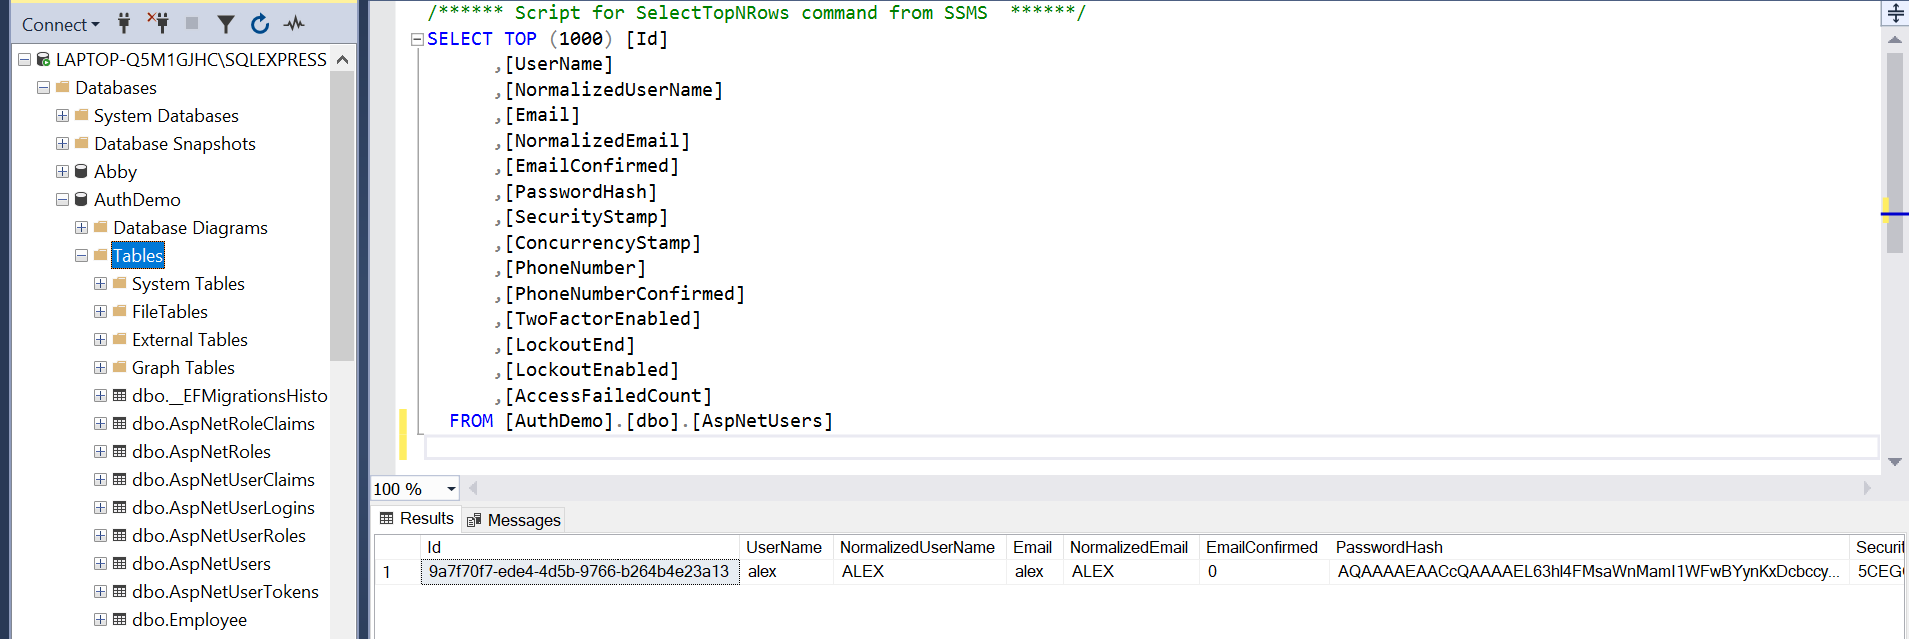 Connect
LAPTOP-Q5M1GJHC\SQLEXPRESS
Databases
System Databases
Database Snapshots
Abby
AuthDemo
Database Diagrams
Tables
System Tables
FileTables
External Tables
Graph Tables
dbo.__EFMigrationsHisto
dbo.AspNetRoleClaims
dbo.AspNetRoles
dbo.AspNetUserClaims
dbo.AspNetUserLogins
dbo.AspNetUserRoles
dbo.AspNetUsers
dbo.AspNetUserTokens
dbo.Employee
/****** Script for SelectTopNRows command from SSMS  ******/
SELECT TOP (1000) [Id]
,[UserName]
,[NormalizedUserName]
,[Email]
,[NormalizedEmail]
,[EmailConfirmed]
,[PasswordHash]
,[SecurityStamp]
,[ConcurrencyStamp]
,[PhoneNumber]
,[PhoneNumberConfirmed]
,[TwoFactorEnabled]
,[LockoutEnd]
,[LockoutEnabled]
,[AccessFailedCount]
FROM [AuthDemo].[dbo].[AspNetUsers]
100 %
Results Messages
Id UserName NormalizedUserName Email NormalizedEmail EmailConfirmed PasswordHash Securit
1 9a7f70f7-ede4-4d5b-9766-b264b4e23a13 alex ALEX alex ALEX 0